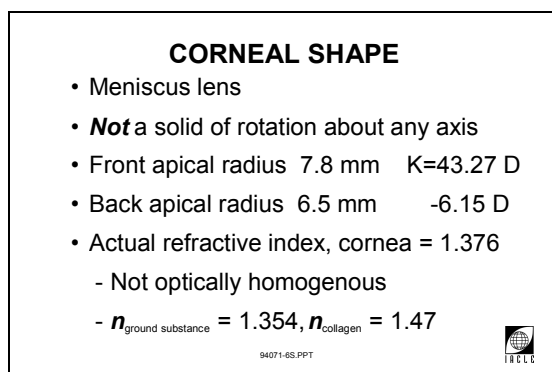 CORNEAL SHAPE
• Meniscus lens
• Not a solid of rotation about any axis
• Front apical radius 7.8 mm K=43.27 D
• Back apical radius 6.5 mm -6.15 D
• Actual refractive index, cornea = 1.376
- Not optically homogenous
- n ground substance = 1.354, n collagen = 1.47
94071-6S.PPT
IACLE